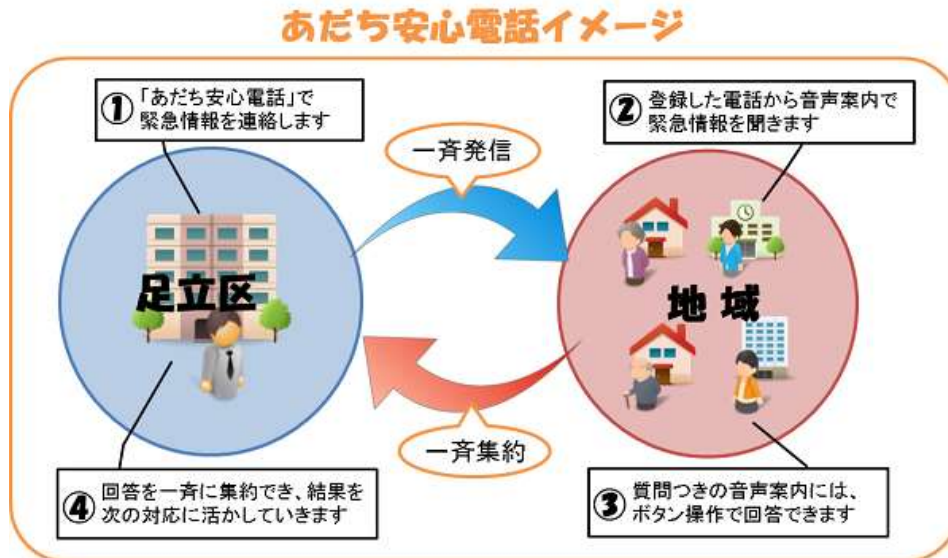 あだち安心電話イメージ
① 「あだち安心電話」で
緊急情報を連絡します
一斉発信
② 登録した電話から音声案内で
緊急情報を聞きます
足立区
地域
一斉集約
④ 回答を一斉に集約でき、結果を
次の対応に活かしていきます
③ 質問つきの音声案内には、
ボタン操作で回答できます